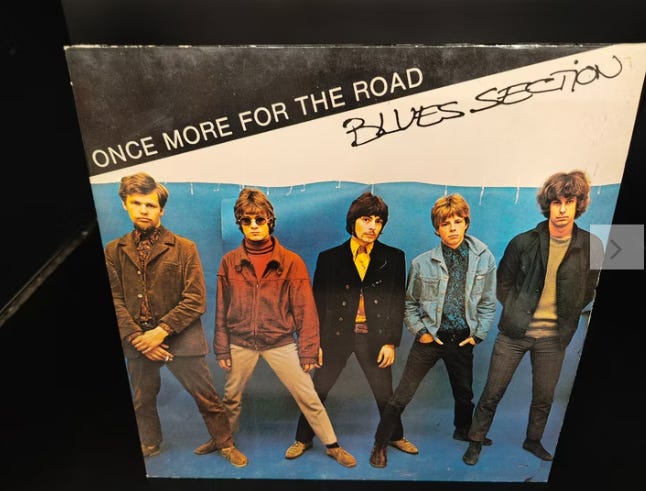 ONCE MORE FOR THE ROAD
BLUES SECTION